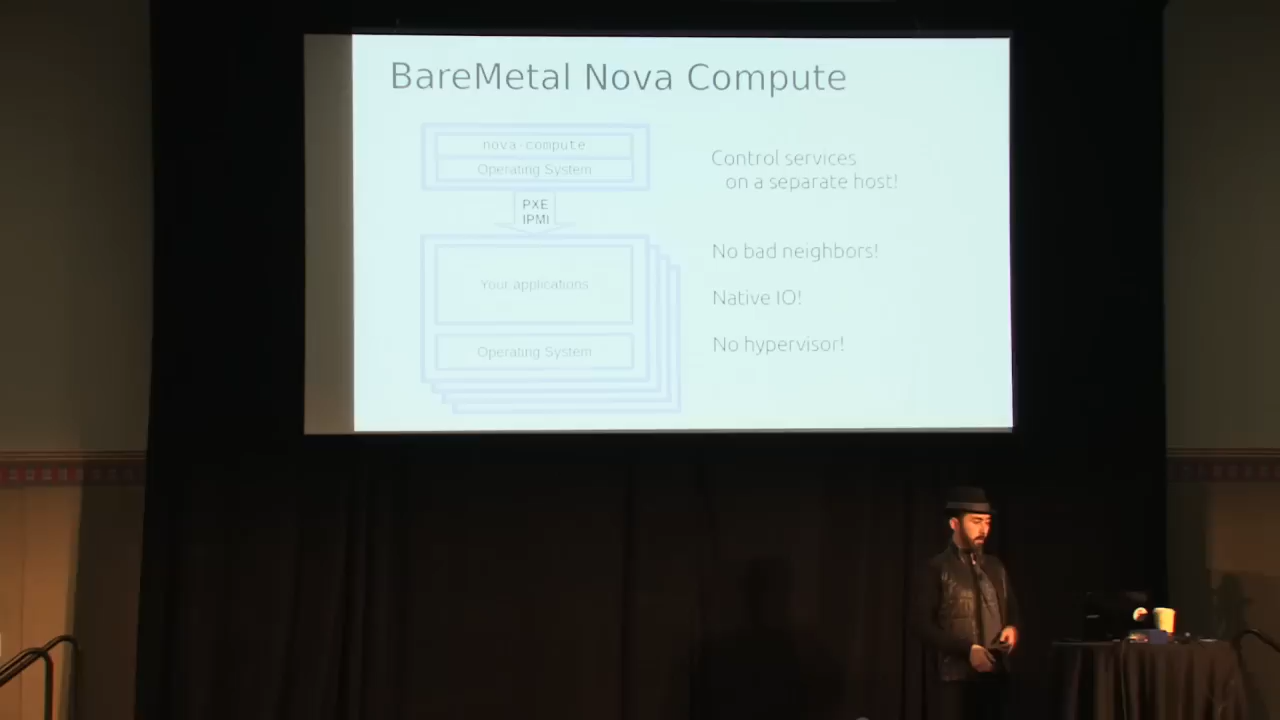 BareMetal Nova Compute
nova-compute
Operating System
PXE
IPMI
Your applications
Operating System
Control services
on a separate host!
No bad neighbors!
Native IO!
No hypervisor!